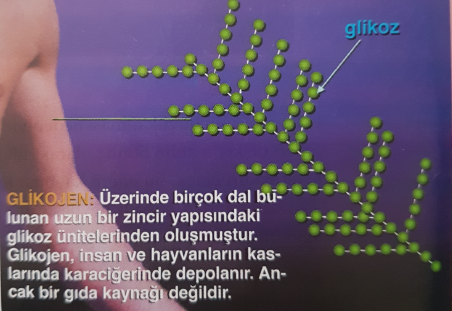 glikoz
GLİKOJEN: Üzerinde birçok dal bu-
lunan uzun bir zincir yapısındaki
glikoz ünitelerinden oluşmuştur.
Glikojen, insan ve hayvanların kas-
larında karaciğerinde depolanır. An-
cak bir gıda kaynağı değildir.